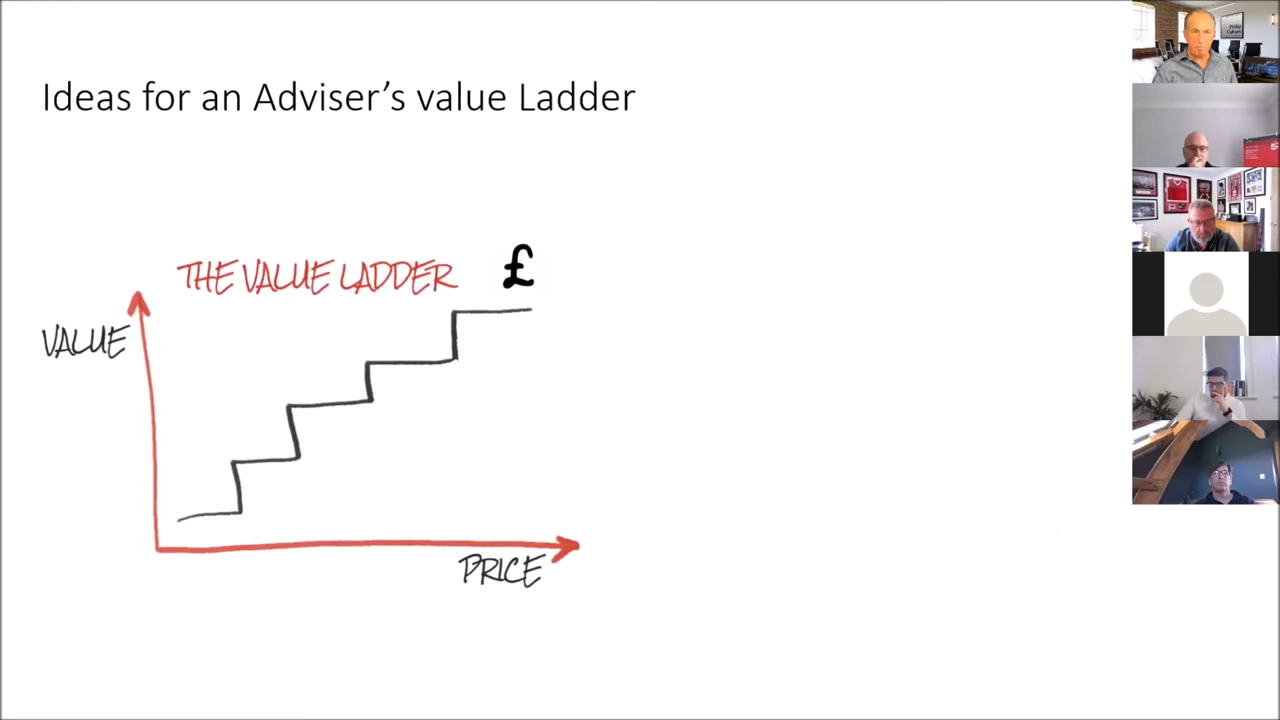 Ideas for an Adviser’s value Ladder
THE VALUE LADDER £
VALUE
PRICE